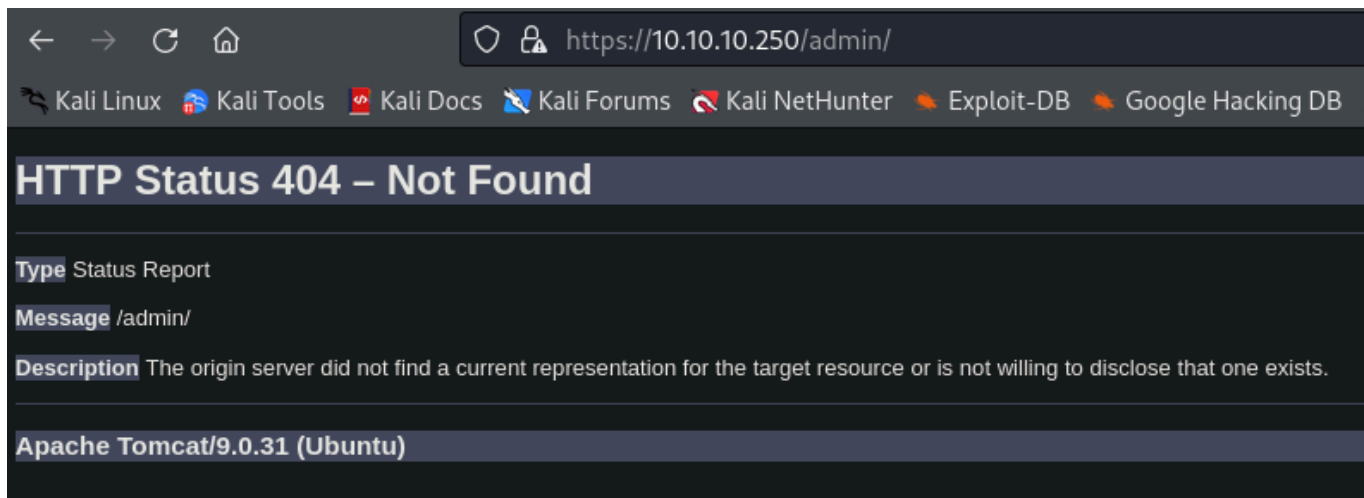 https://10.10.10.250/admin/
Kali Linux Kali Tools Kali Docs Kali Forums Kali NetHunter Exploit-DB Google Hacking DB
HTTP Status 404 – Not Found
Type Status Report
Message /admin/
Description The origin server did not find a current representation for the target resource or is not willing to disclose that one exists.
Apache Tomcat/9.0.31 (Ubuntu)